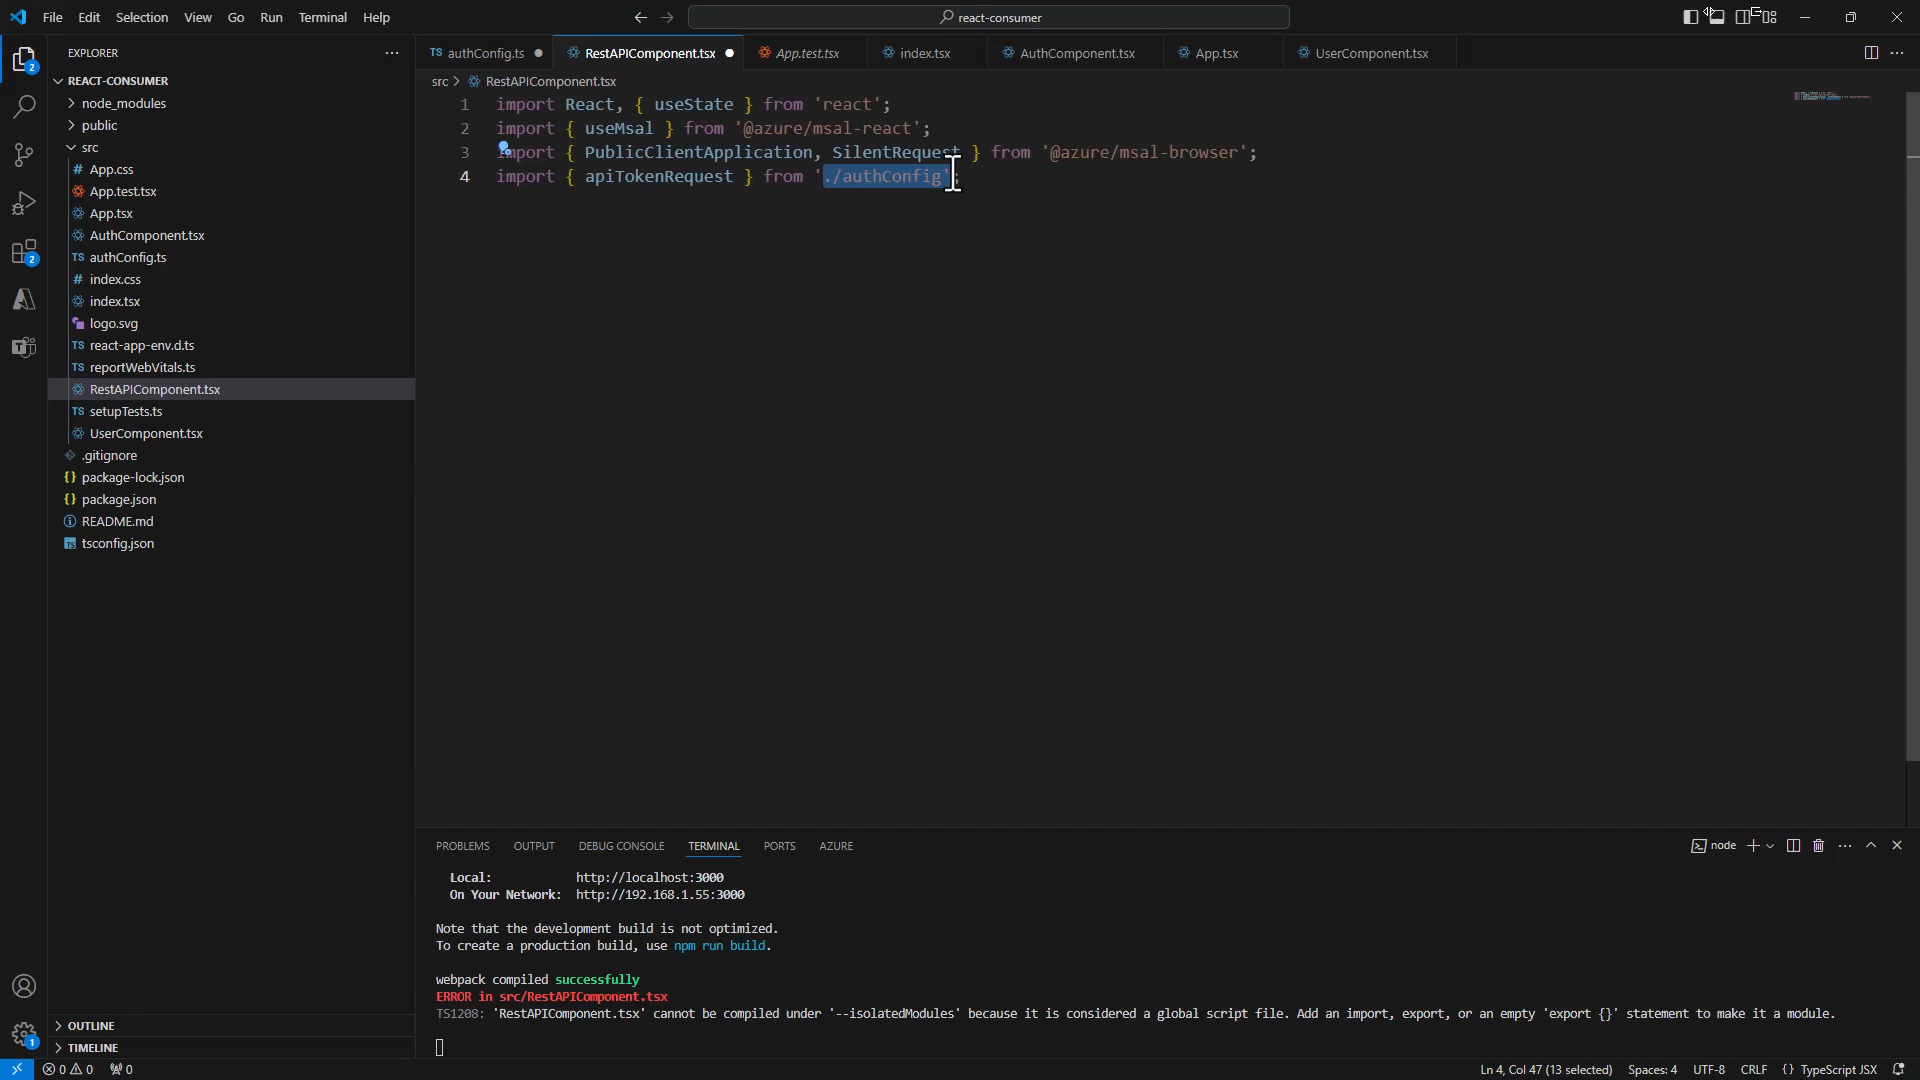 File Edit Selection View Go Run Terminal Help
react-consumer
EXPLORER
REACT-CONSUMER
node_modules
public
src
App.css
App.test.tsx
App.tsx
AuthComponent.tsx
TS authConfig.ts
index.css
index.tsx
logo.svg
TS react-app-env.d.ts
TS reportWebVitals.ts
RestAPIComponent.tsx
TS setupTests.ts
UserComponent.tsx
.gitignore
package-lock.json
package.json
README.md
tsconfig.json
OUTLINE
TIMELINE
2
2
1
TS authConfig.ts RestAPIComponent.tsx App.test.tsx index.tsx AuthComponent.tsx App.tsx UserComponent.tsx
src > RestAPIComponent.tsx
1 import React, { useState } from 'react';
2 import { useMsal } from '@azure/msal-react';
3 import { PublicClientApplication, SilentRequest } from '@azure/msal-browser';
4 import { apiTokenRequest } from './authConfig';
PROBLEMS OUTPUT DEBUG CONSOLE TERMINAL PORTS AZURE
node
Local: http://localhost:3000
On Your Network: http://192.168.1.55:3000
Note that the development build is not optimized.
To create a production build, use npm run build.
webpack compiled successfully
ERROR in src/RestAPIComponent.tsx
TS1208: 'RestAPIComponent.tsx' cannot be compiled under '--isolatedModules' because it is considered a global script file. Add an import, export, or an empty 'export {}' statement to make it a module.
0 0 0
Ln 4, Col 47 (13 selected) Spaces: 4 UTF-8 CRLF {} TypeScript JSX